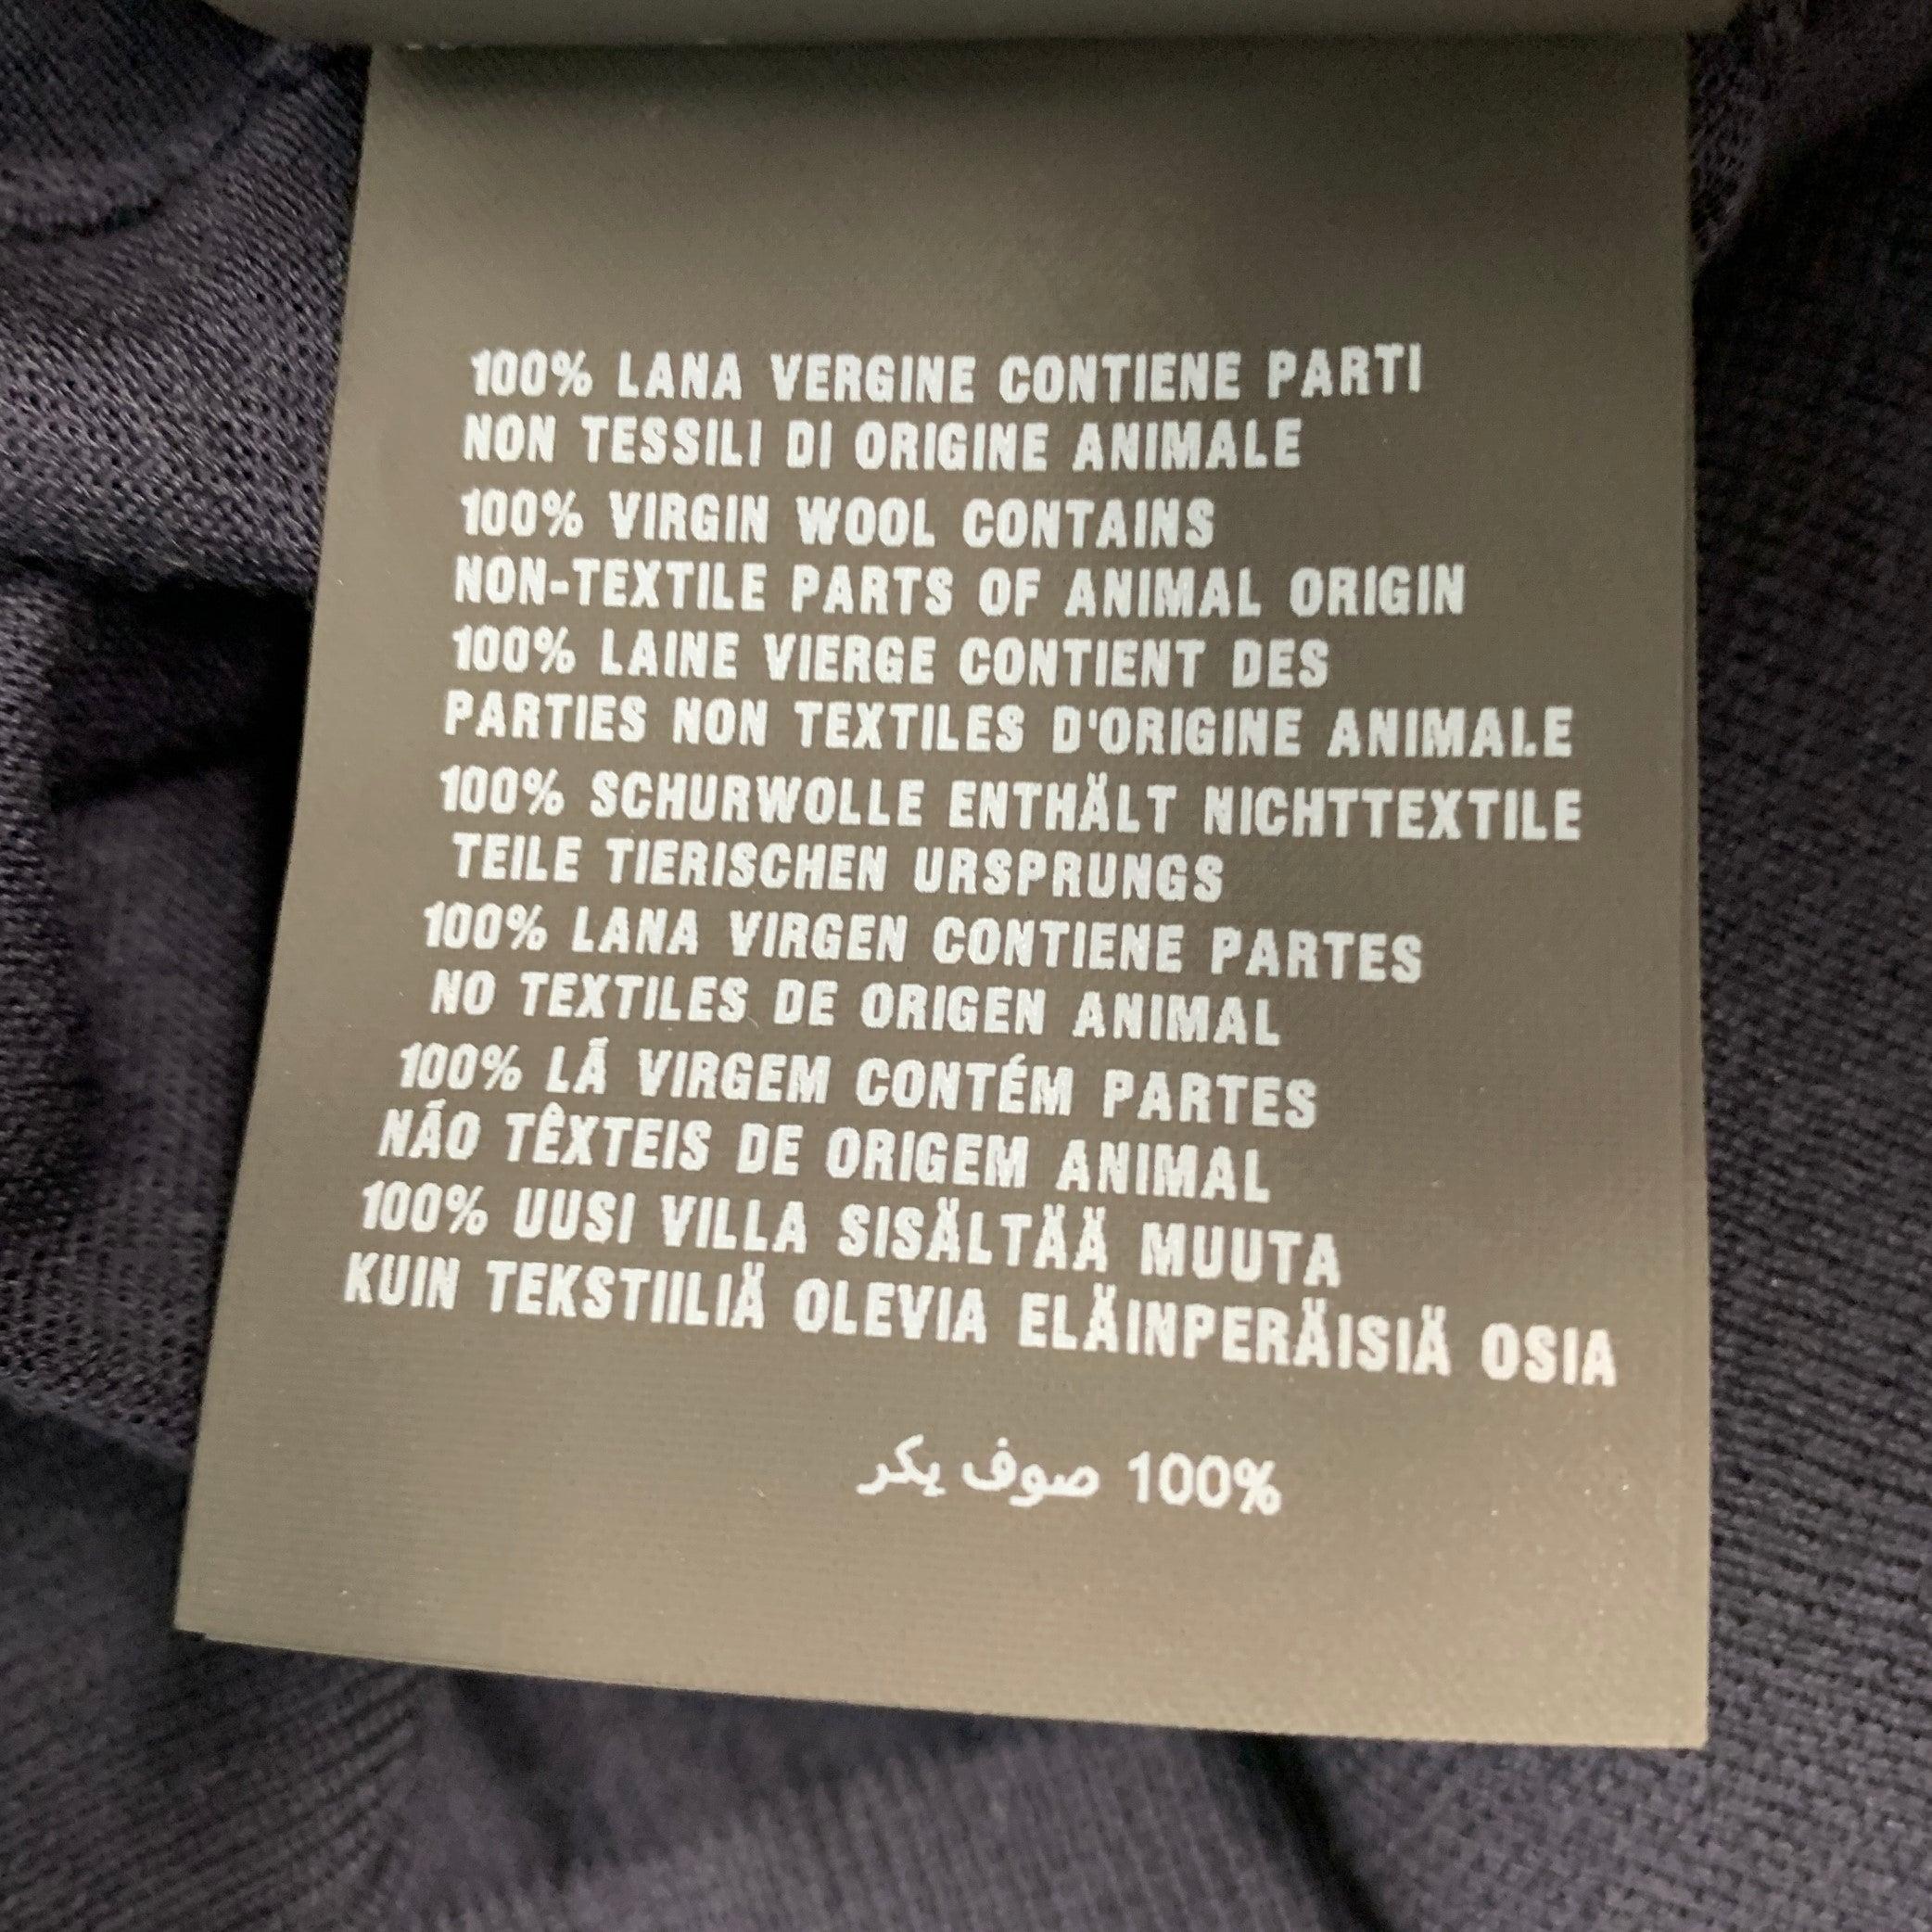 100% LANA VERGINE CONTIENE PARTI
NON TESSILI DI ORIGINE ANIMALE
100% VIRGIN WOOL CONTAINS
NON-TEXTILE PARTS OF ANIMAL ORIGIN
100% LAINE VIERGE CONTIENT DES
PARTIES NON TEXTILES D'ORIGINE ANIMALE
100% SCHURWOLLE ENTHÄLT NICHTTEXTILE
TEILE TIERISCHEN URSPRUNGS
100% LANA VIRGEN CONTIENE PARTES
NO TEXTILES DE ORIGEN ANIMAL
100% LÃ VIRGEM CONTÉM PARTES
NÃO TÊXTEIS DE ORIGEM ANIMAL
100% UUSI VILLA SISÄLTÄÄ MUUTA
KUIN TEKSTIILIÄ OLEVIA ELÄINPERÄISIÄ OSIA
100% صوف يكر